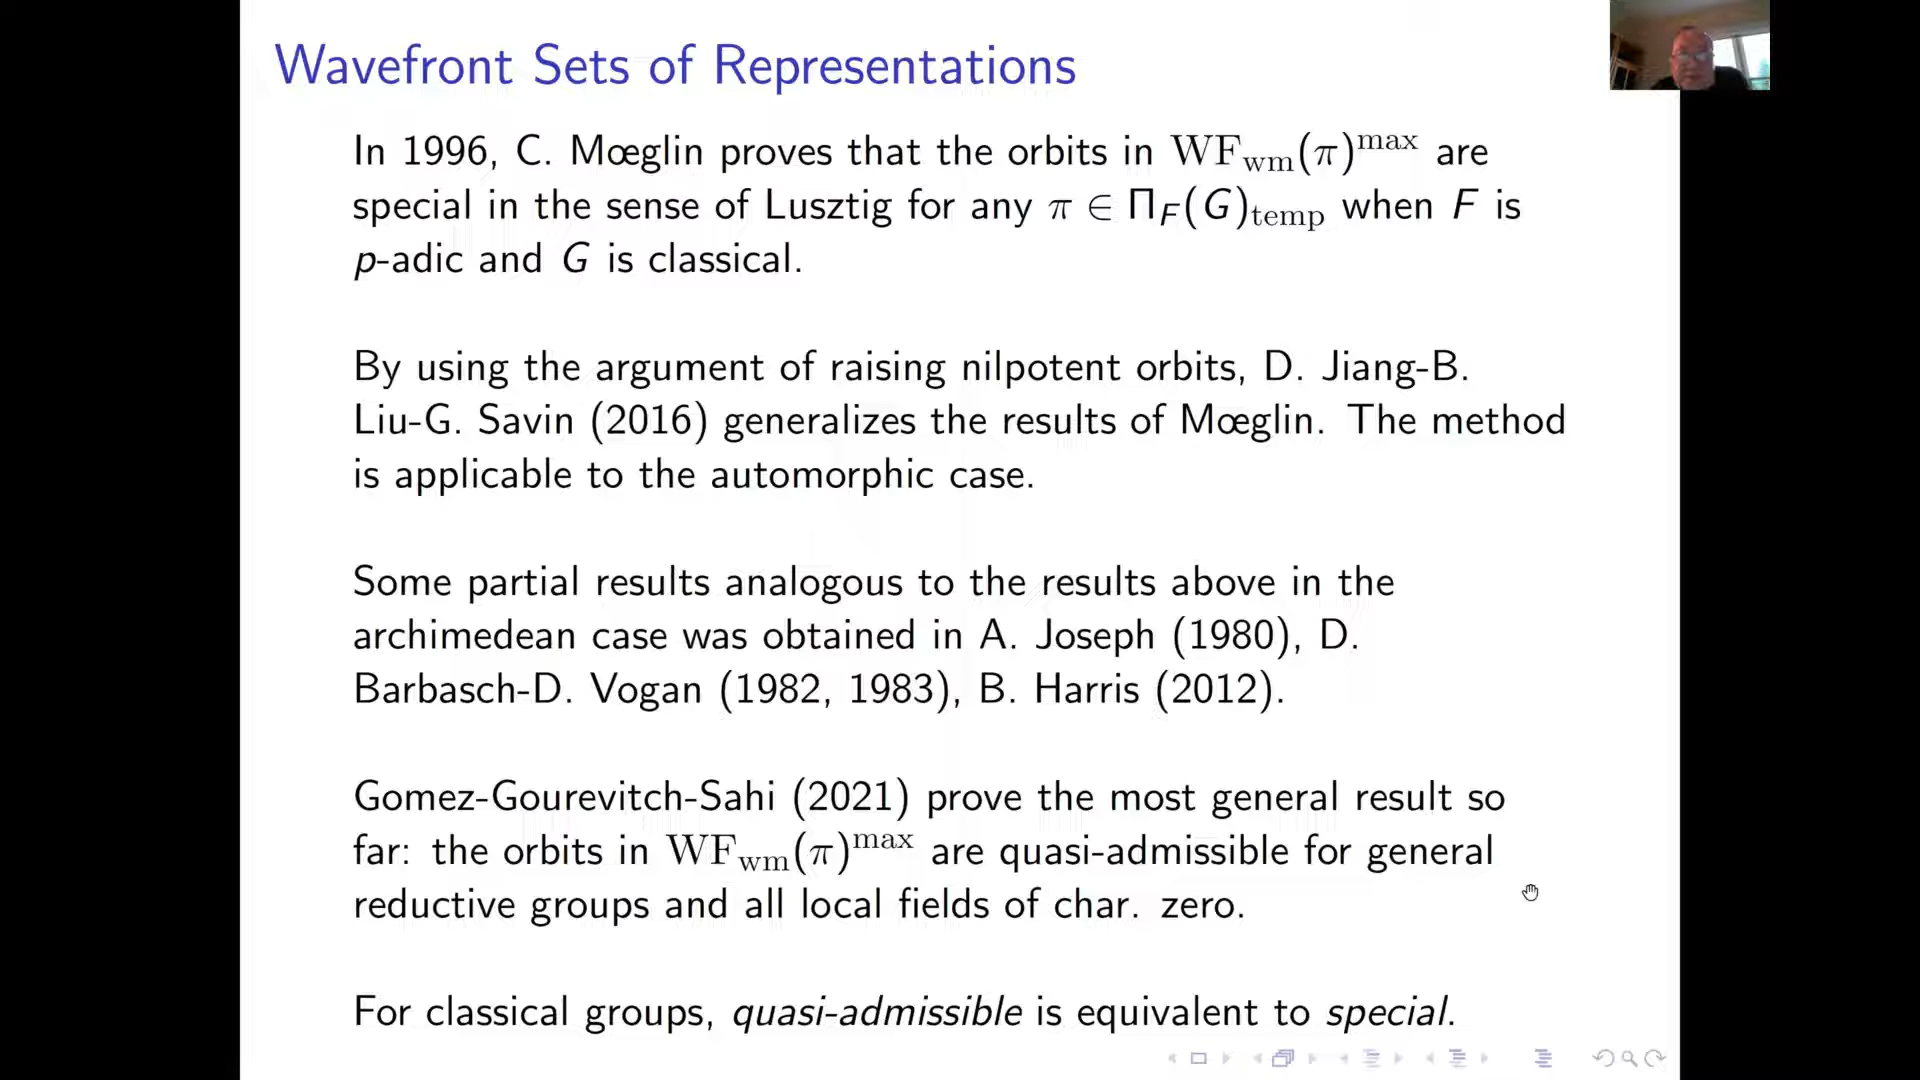 Wavefront Sets of Representations
In 1996, C. Mœglin proves that the orbits in WF_wm(π)^max are
special in the sense of Lusztig for any π ∈ Π_F(G)_temp when F is
p-adic and G is classical.
By using the argument of raising nilpotent orbits, D. Jiang-B.
Liu-G. Savin (2016) generalizes the results of Mœglin. The method
is applicable to the automorphic case.
Some partial results analogous to the results above in the
archimedean case was obtained in A. Joseph (1980), D.
Barbasch-D. Vogan (1982, 1983), B. Harris (2012).
Gomez-Gourevitch-Sahi (2021) prove the most general result so
far: the orbits in WF_wm(π)^max are quasi-admissible for general
reductive groups and all local fields of char. zero.
For classical groups, quasi-admissible is equivalent to special.